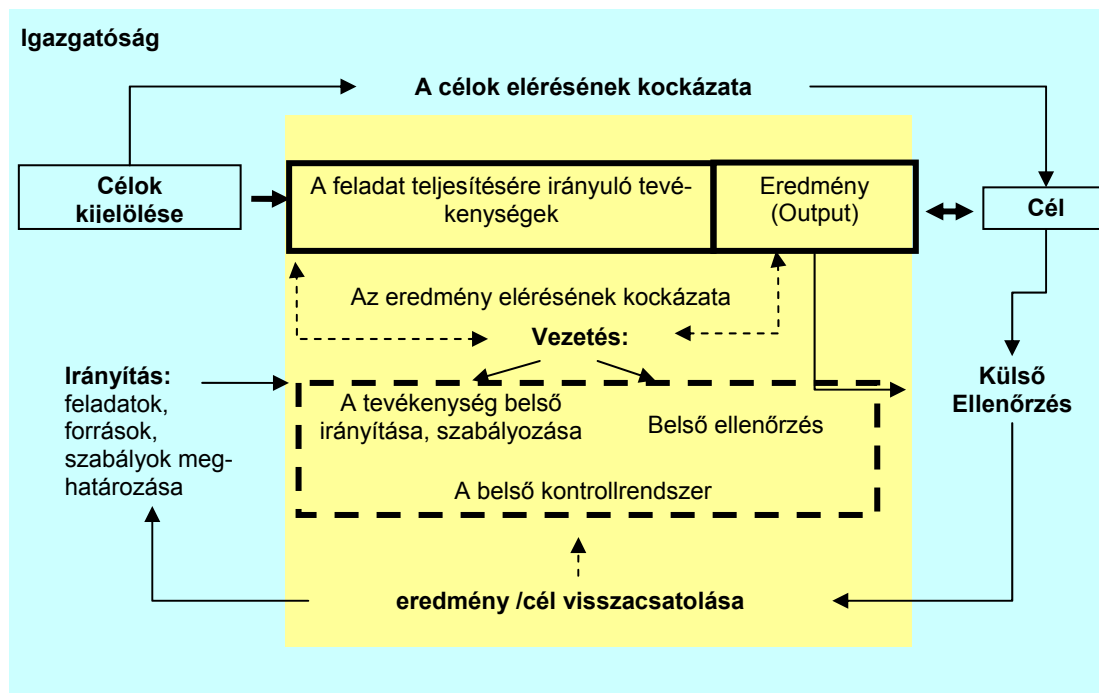 Igazgatóság
A célok elérésének kockázata
Célok
kijelölése
A feladat teljesítésére irányuló tevé-
kenységek
Eredmény
(Output)
Cél
Az eredmény elérésének kockázata
Vezetés:
Irányítás:
feladatok,
források,
szabályok meg-
határozása
A tevékenység belső
irányítása, szabályozása
Belső ellenőrzés
Külső
Ellenőrzés
A belső kontrollrendszer
eredmény /cél visszacsatolása